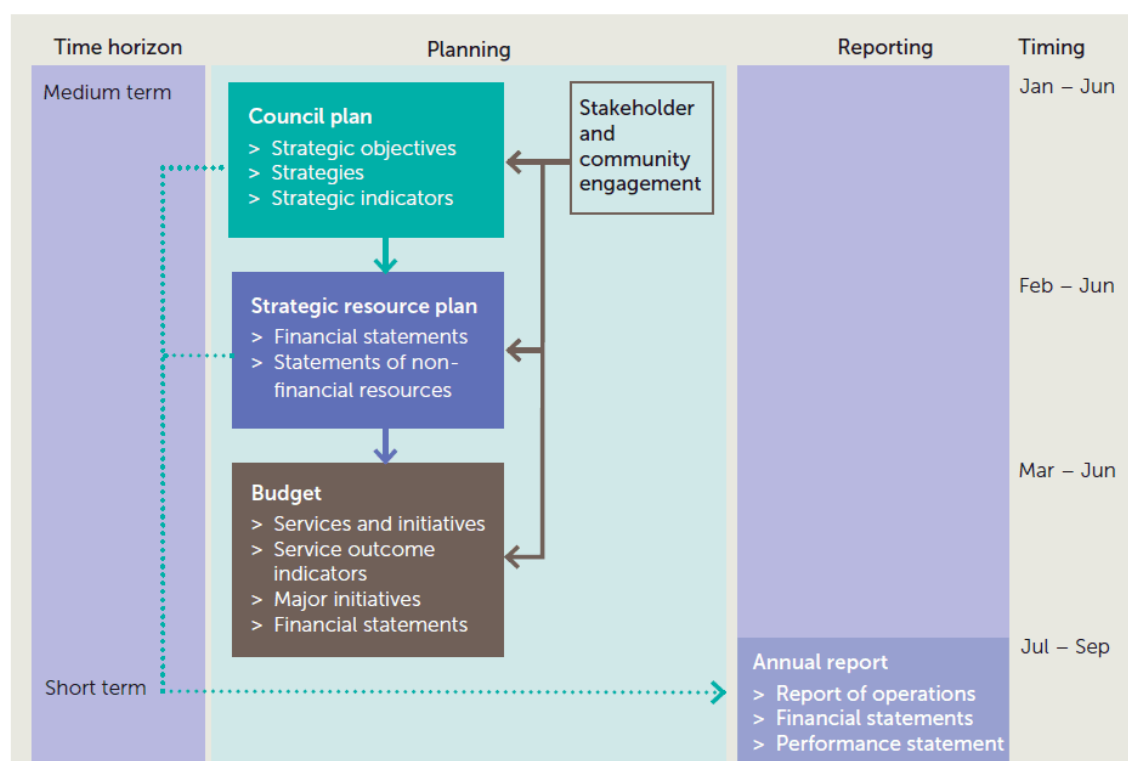 Time horizon
Planning
Reporting
Timing
Medium term
Jan – Jun
Council plan
> Strategic objectives
> Strategies
> Strategic indicators
Stakeholder
and
community
engagement
Feb – Jun
Strategic resource plan
> Financial statements
> Statements of non-
financial resources
Mar – Jun
Budget
> Services and initiatives
> Service outcome
indicators
> Major initiatives
> Financial statements
Jul – Sep
Short term
Annual report
> Report of operations
> Financial statements
> Performance statement